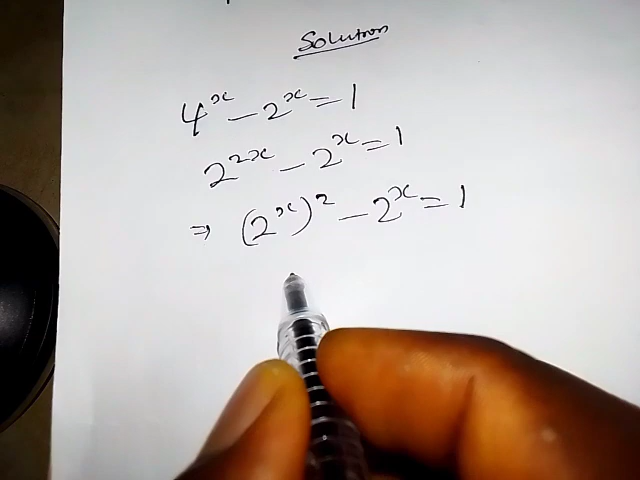 Solution
4^x - 2^x = 1
2^2x - 2^x = 1
⇒ (2^x)^2 - 2^x = 1